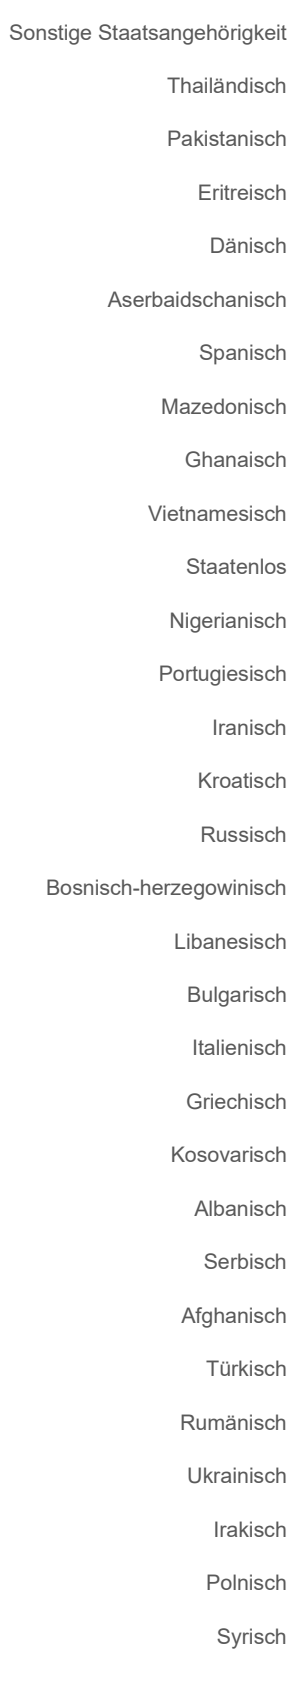 Sonstige Staatsangehörigkeit
Thailändisch
Pakistanisch
Eritreisch
Dänisch
Aserbaidschanisch
Spanisch
Mazedonisch
Ghanaisch
Vietnamesisch
Staatenlos
Nigerianisch
Portugiesisch
Iranisch
Kroatisch
Russisch
Bosnisch-herzegowinisch
Libanesisch
Bulgarisch
Italienisch
Griechisch
Kosovarisch
Albanisch
Serbisch
Afghanisch
Türkisch
Rumänisch
Ukrainisch
Irakisch
Polnisch
Syrisch